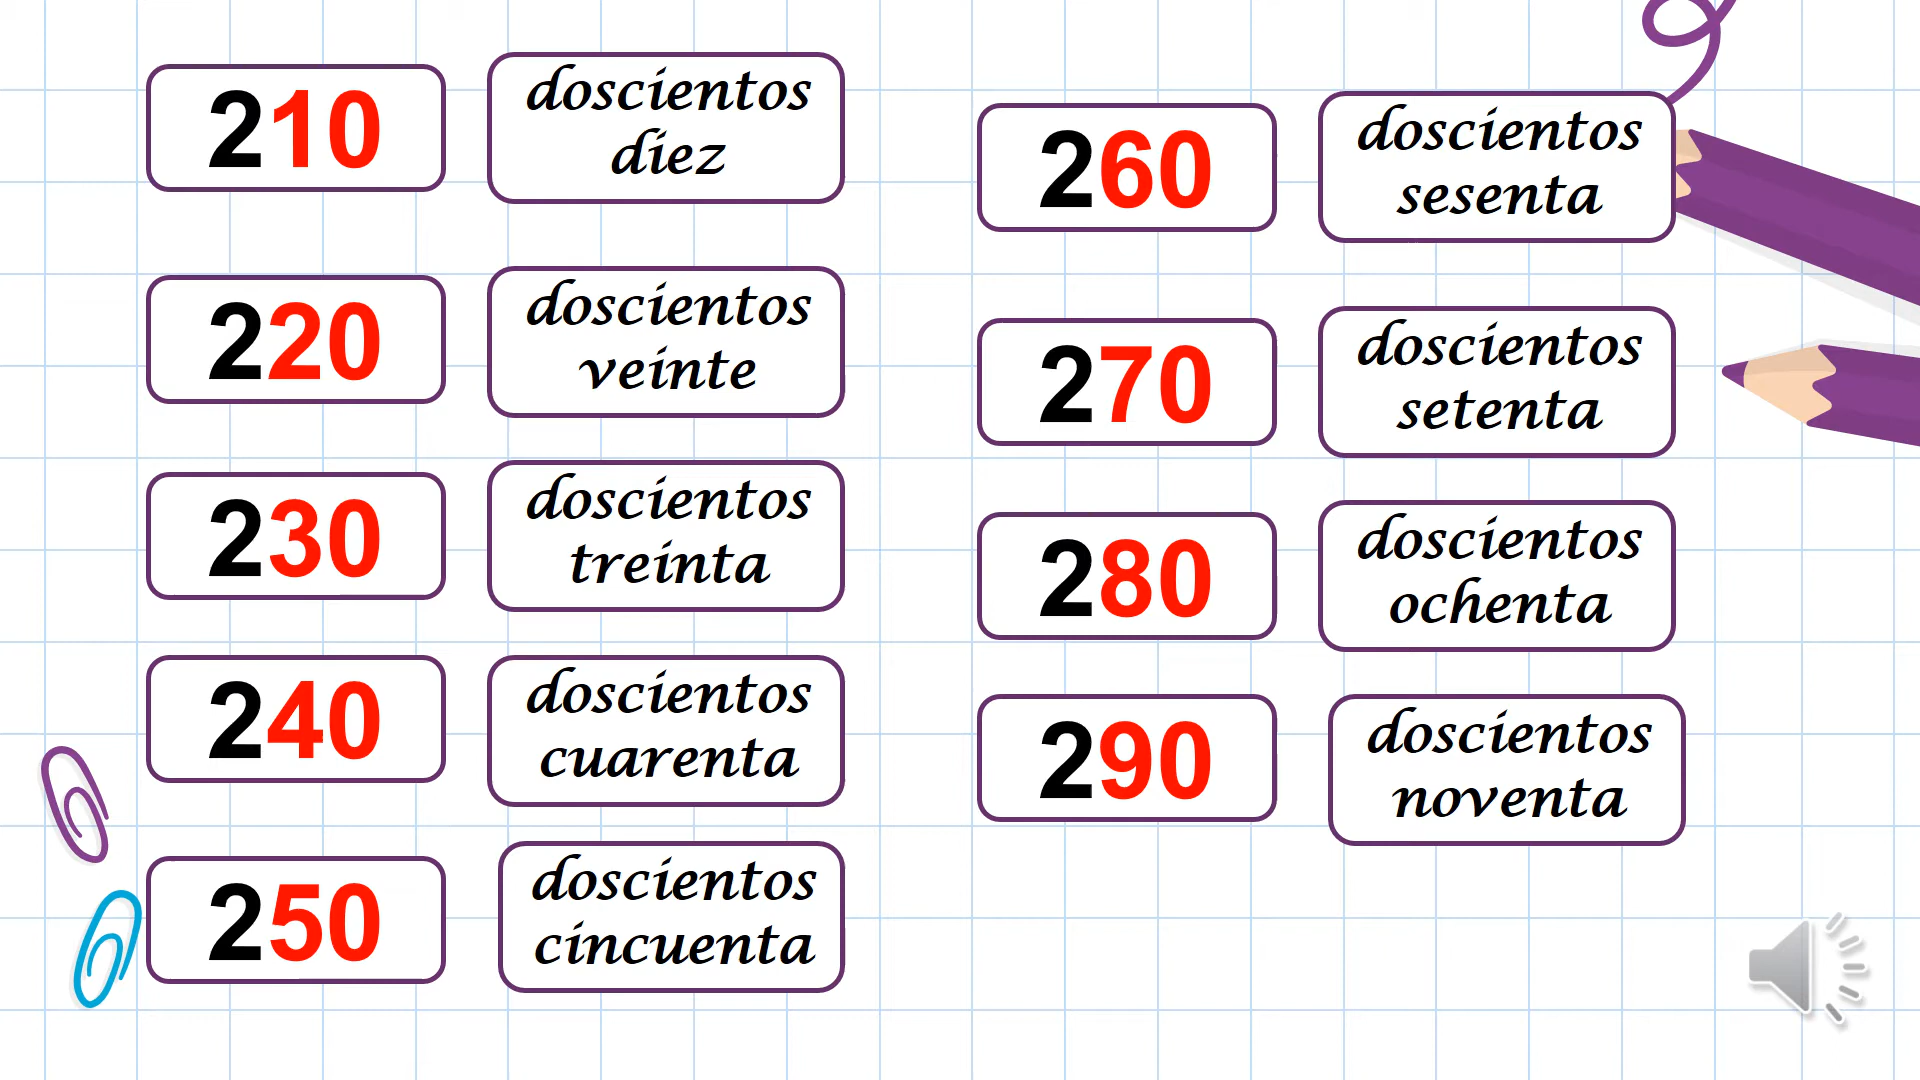 210
doscientos
diez
220
doscientos
veinte
230
doscientos
treinta
240
doscientos
cuarenta
250
doscientos
cincuenta
260
doscientos
sesenta
270
doscientos
setenta
280
doscientos
ochenta
290
doscientos
noventa